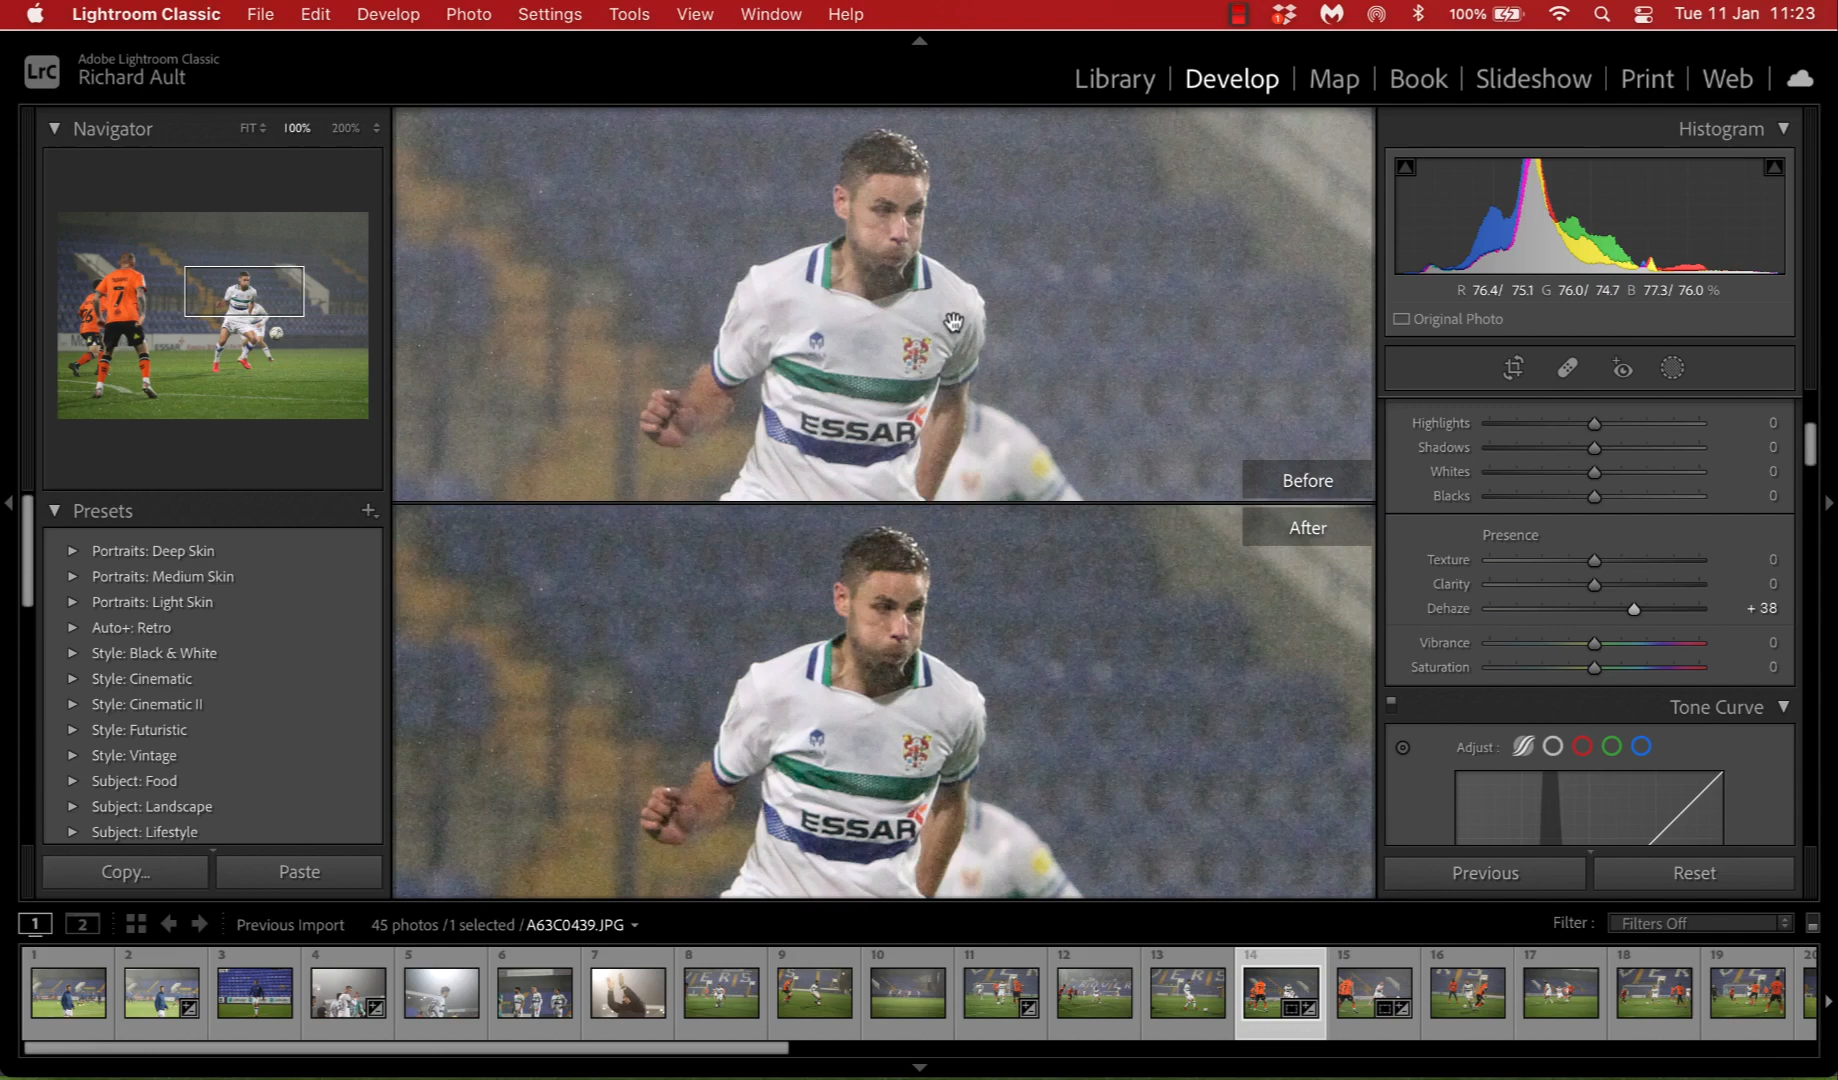 Lightroom Classic File Edit Develop Photo Settings Tools View Window Help 1 100% Tue 11 Jan 11:23
LrC Adobe Lightroom Classic
Richard Ault
Library | Develop | Map | Book | Slideshow | Print | Web
Navigator FIT 100% 200%
7
Presets
Portraits: Deep Skin
Portraits: Medium Skin
Portraits: Light Skin
Auto+: Retro
Style: Black & White
Style: Cinematic
Style: Cinematic II
Style: Futuristic
Style: Vintage
Subject: Food
Subject: Landscape
Subject: Lifestyle
Copy... Paste
ESSAR
Before
After
ESSAR
Histogram
R 76.4/ 75.1 G 76.0/ 74.7 B 77.3/ 76.0 %
Original Photo
Highlights 0
Shadows 0
Whites 0
Blacks 0
Presence
Texture 0
Clarity 0
Dehaze + 38
Vibrance 0
Saturation 0
Tone Curve
Adjust :
Previous Reset
1 2 Previous Import 45 photos /1 selected /A63C0439.JPG Filter : Filters Off
1 2 3 4 5 6 7 8 9 10 11 12 13 14 15 16 17 18 19 20